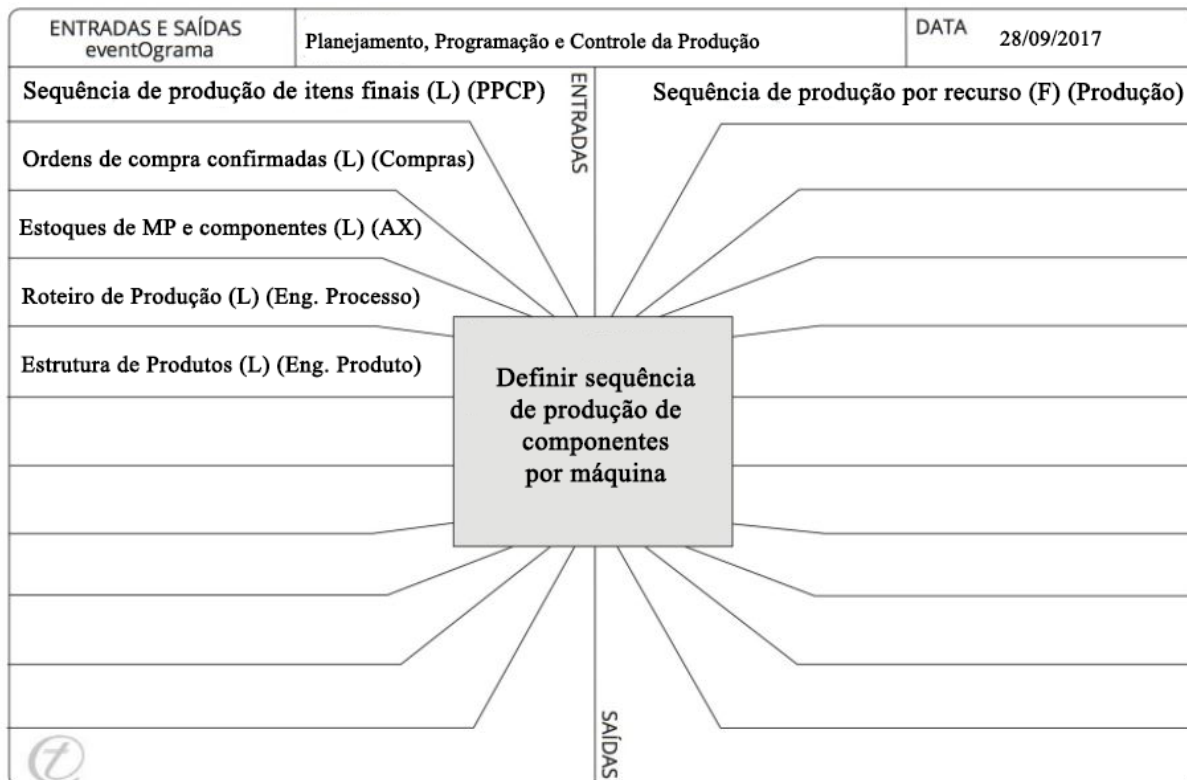 ENTRADAS E SAÍDAS
eventOgrama
Planejamento, Programação e Controle da Produção
DATA
28/09/2017
ENTRADAS
Sequência de produção de itens finais (L) (PPCP)
Ordens de compra confirmadas (L) (Compras)
Estoques de MP e componentes (L) (AX)
Roteiro de Produção (L) (Eng. Processo)
Estrutura de Produtos (L) (Eng. Produto)
Sequência de produção por recurso (F) (Produção)
Definir sequência
de produção de
componentes
por máquina
SAÍDAS